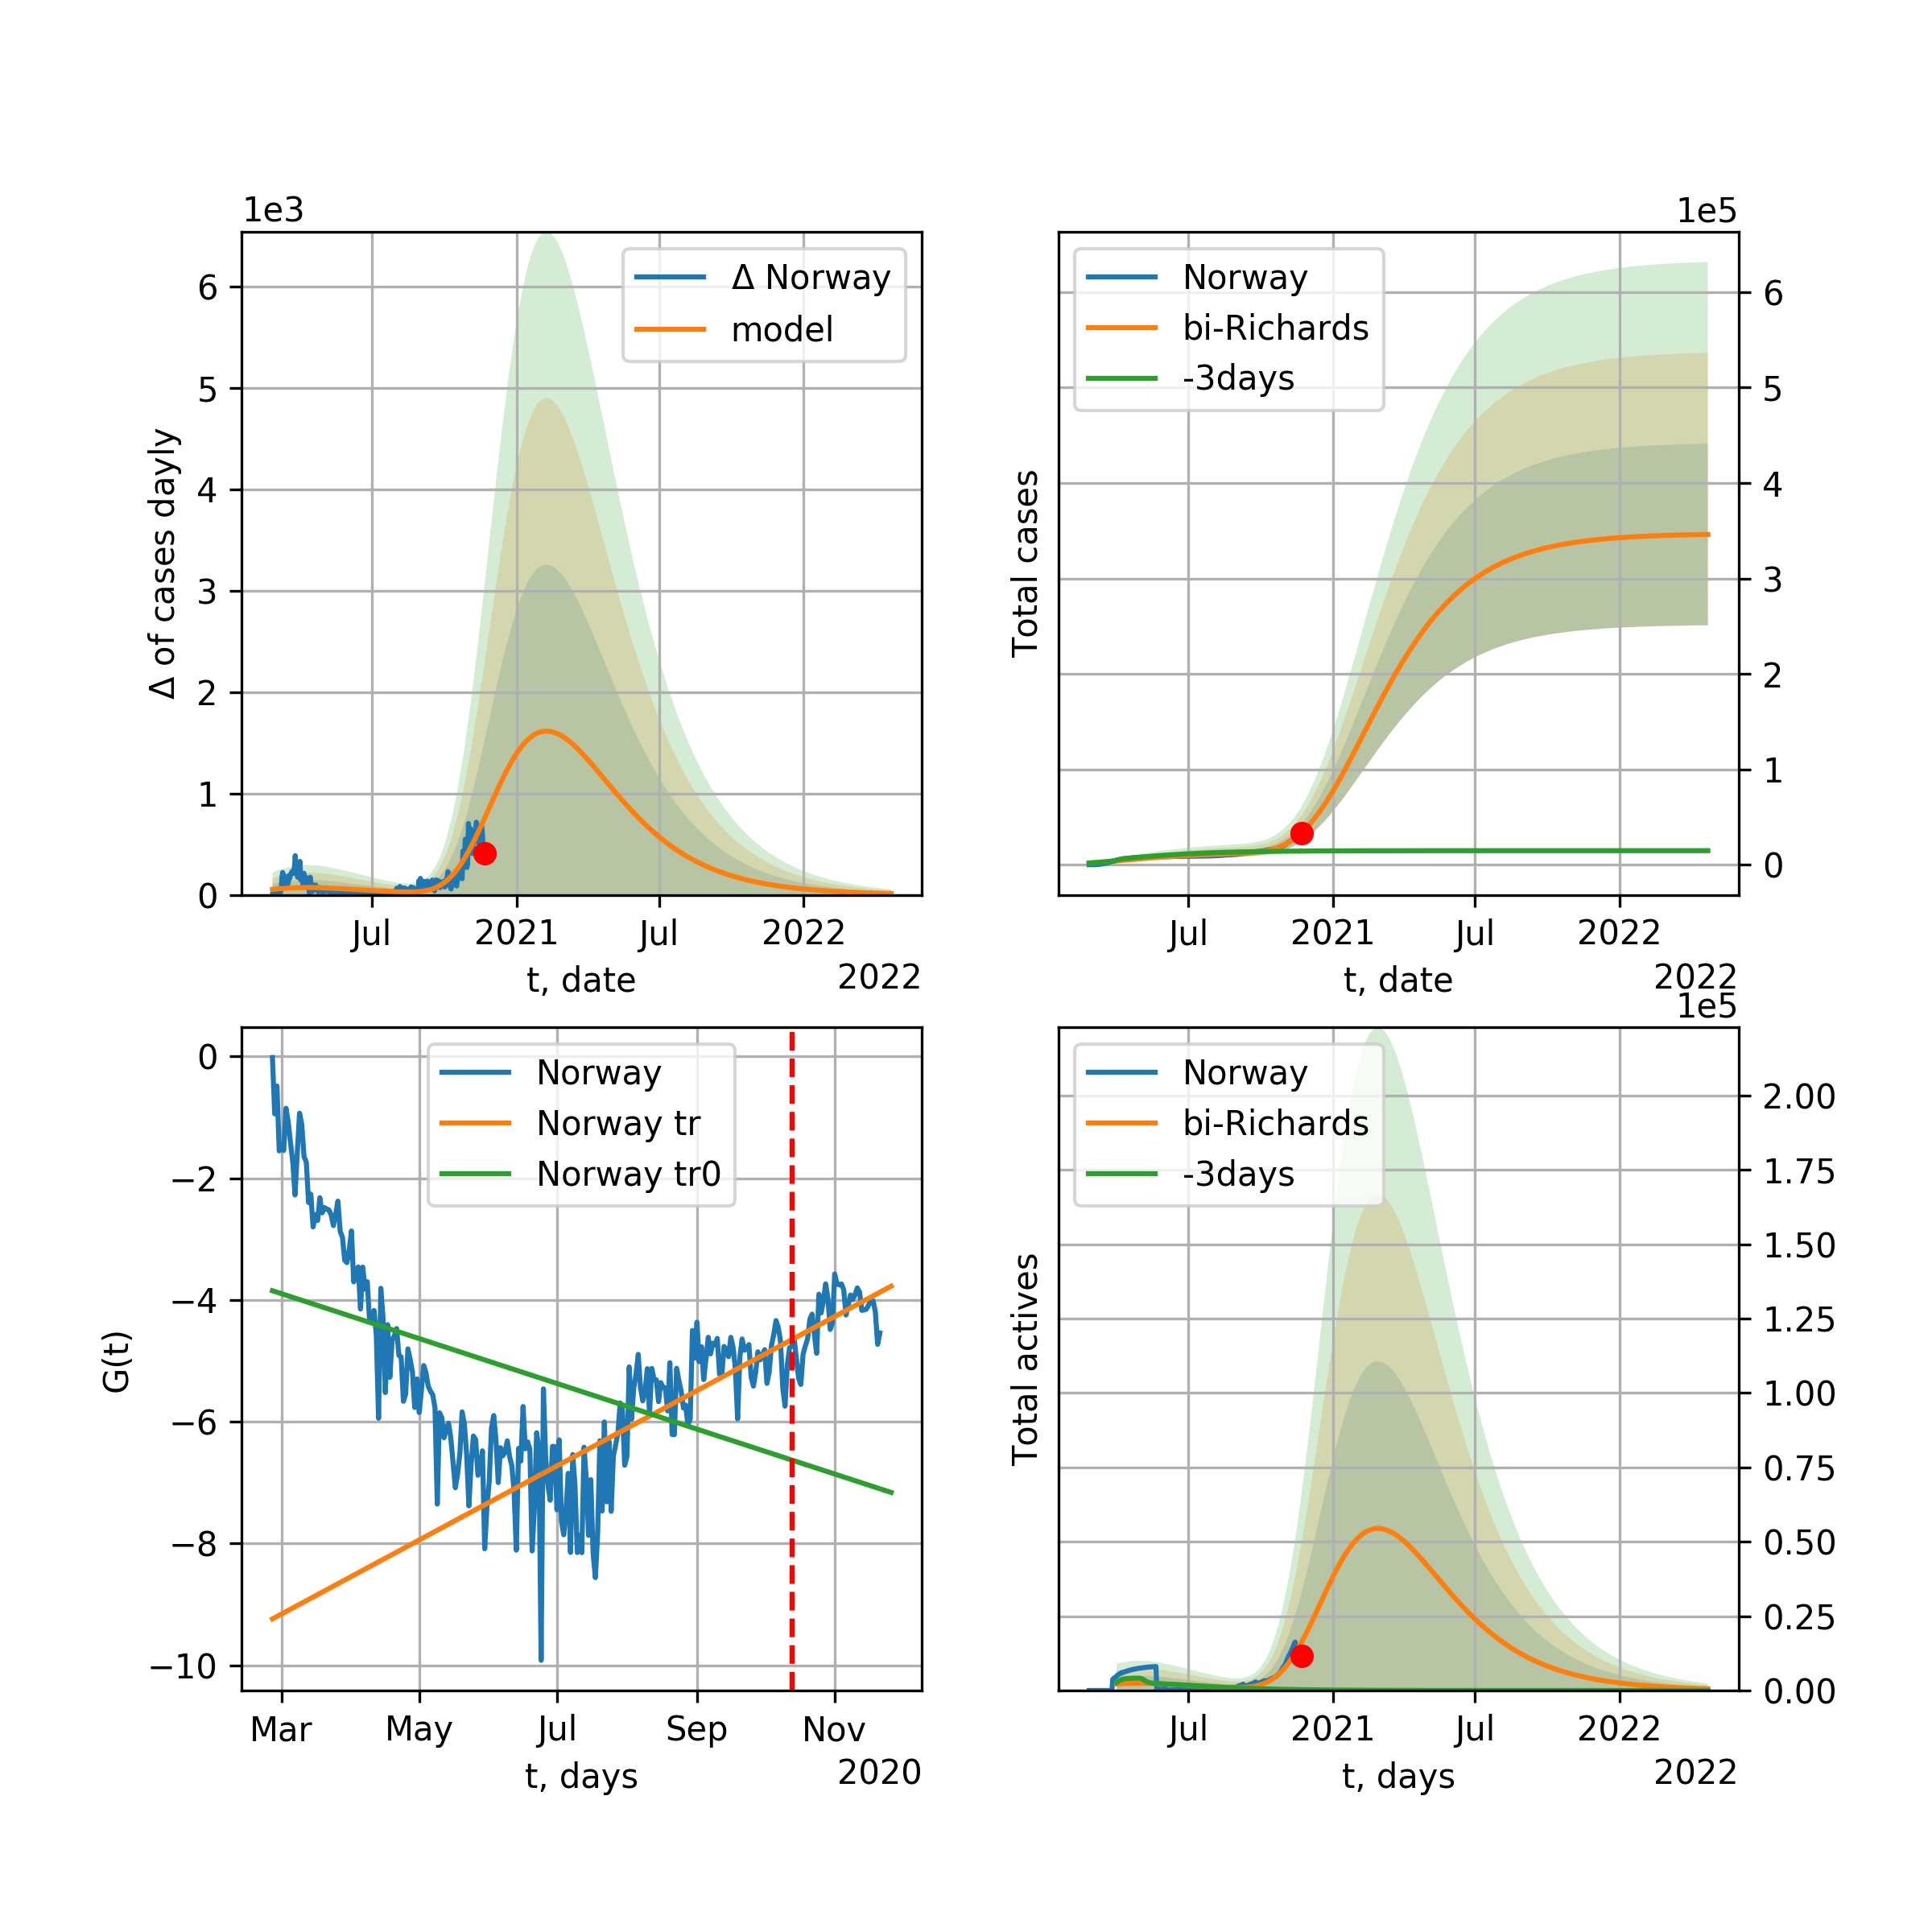 1e3
6
5
4
3
2
1
0
Δ of cases dayly
Δ Norway
model
Jul
2021
Jul
2022
t, date
2022
1e5
6
5
4
3
2
1
0
Total cases
Norway
bi-Richards
-3days
Jul
2021
Jul
2022
t, date
2022
0
−2
−4
−6
−8
−10
G(t)
Norway
Norway tr
Norway tr0
Mar
May
Jul
Sep
Nov
t, days
2020
1e5
2.00
1.75
1.50
1.25
1.00
0.75
0.50
0.25
0.00
Total actives
Norway
bi-Richards
-3days
Jul
2021
Jul
2022
t, days
2022